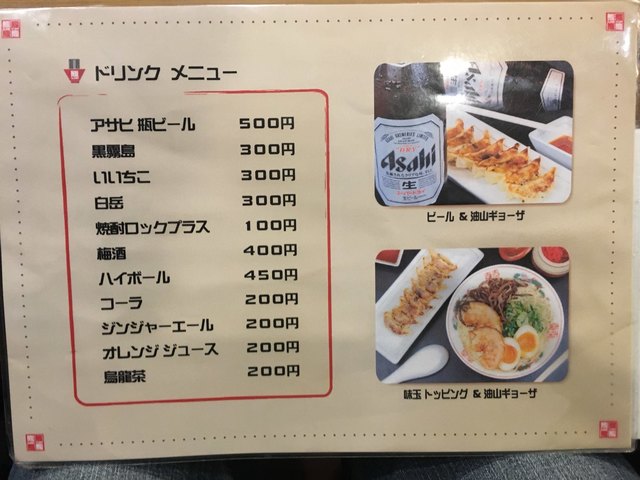 ドリンク メニュー
アサヒ 瓶ビール 500円
黒霧島 300円
いいちこ 300円
白岳 300円
焼酎ロックプラス 100円
梅酒 400円
ハイボール 450円
コーラ 200円
ジンジャーエール 200円
オレンジ ジュース 200円
烏龍茶 200円
Asahi
生
ビール & 油山ギョーザ
味玉トッピング & 油山ギョーザ